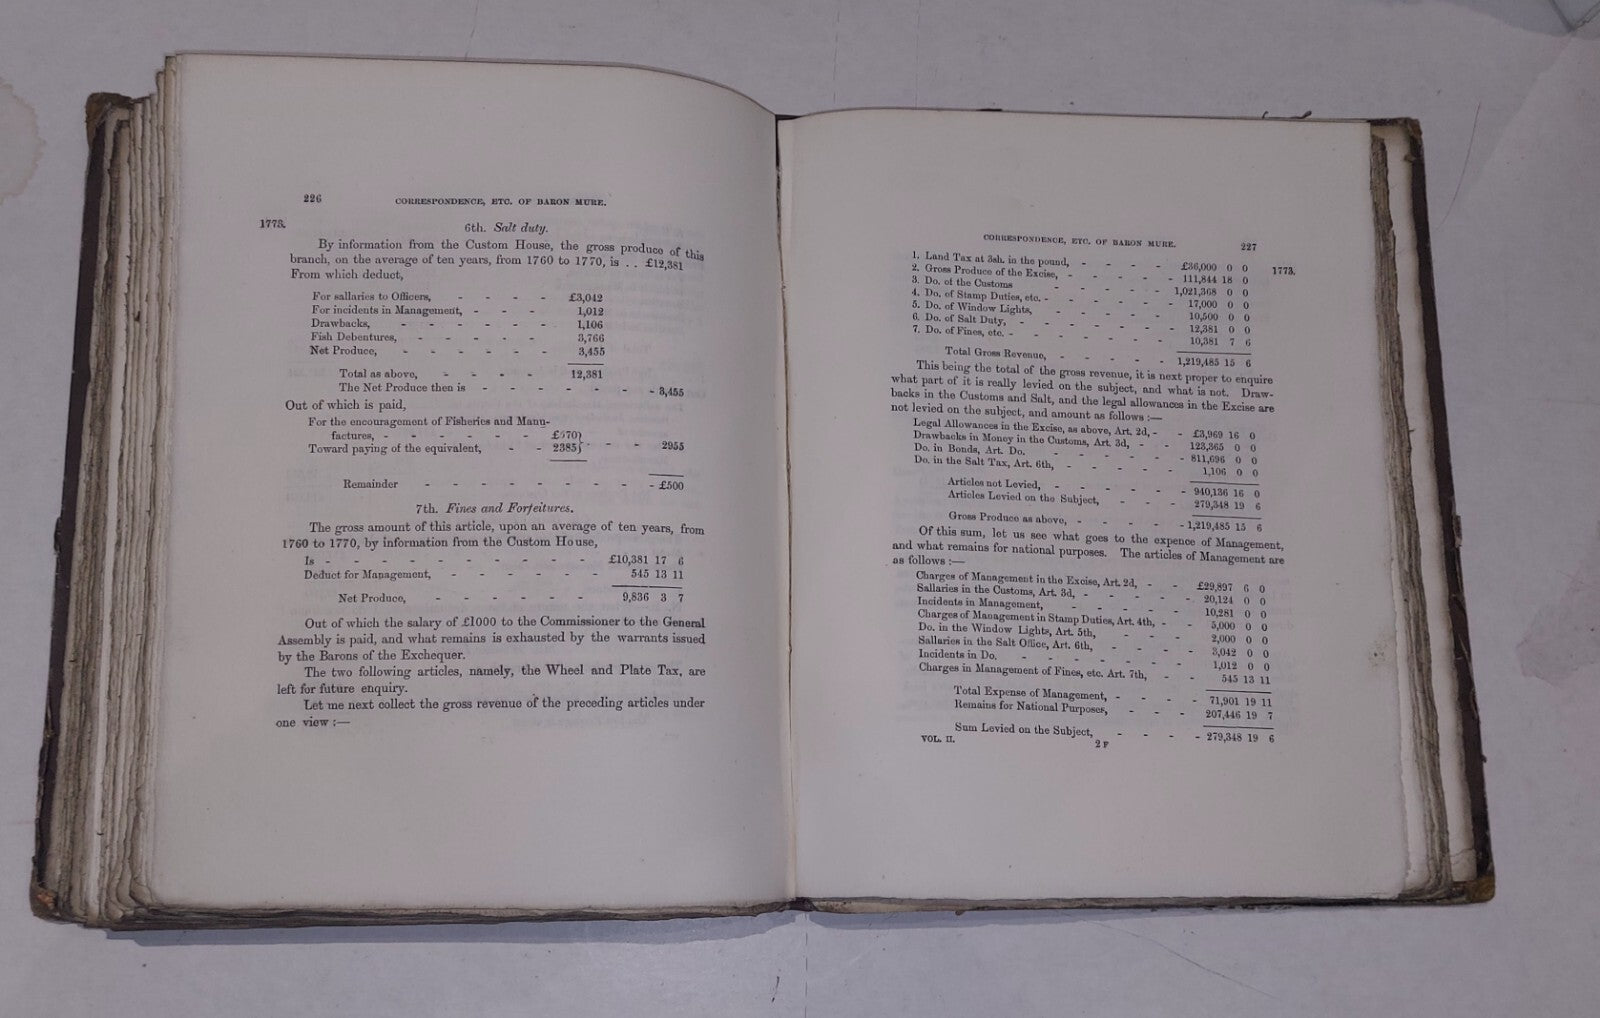 226 CORRESPONDENCE, ETC. OF BARON MURE.
1773. 6th. Salt duty.
By information from the Custom House, the gross produce of this
branch, on the average of ten years, from 1760 to 1770, is . . £12,381
From which deduct,
For sallaries to Officers, - - - - £3,042
For incidents in Management, - - - 1,012
Drawbacks, - - - - - - 1,106
Fish Debentures, - - - - - 3,766
Net Produce, - - - - - - 3,455
Total as above, - - - - 12,381
The Net Produce then is - - - - - - - 3,455
Out of which is paid,
For the encouragement of Fisheries and Manu-
factures, - - - - - - £570}
Toward paying of the equivalent, - - 2385} - - - 2955
Remainder - - - - - - - - - £500
7th. Fines and Forfeitures.
The gross amount of this article, upon an average of ten years, from
1760 to 1770, by information from the Custom House,
Is - - - - - - - - - - £10,381 17 6
Deduct for Management, - - - - - - 545 13 11
Net Produce, - - - - - - 9,836 3 7
Out of which the salary of £1000 to the Commissioner to the General
Assembly is paid, and what remains is exhausted by the warrants issued
by the Barons of the Exchequer.
The two following articles, namely, the Wheel and Plate Tax, are
left for future enquiry.
Let me next collect the gross revenue of the preceding articles under
one view :—
CORRESPONDENCE, ETC. OF BARON MURE. 227
1. Land Tax at 3sh. in the pound, - - - - £36,000 0 0 1773.
2. Gross Produce of the Excise, - - - - - 111,844 18 0
3. Do. of the Customs - - - - - - 1,021,368 0 0
4. Do. of Stamp Duties, etc. - - - - - - 17,000 0 0
5. Do. of Window Lights, - - - - - - 10,500 0 0
6. Do. of Salt Duty, - - - - - - - 12,381 0 0
7. Do. of Fines, etc. - - - - - - - 10,381 7 6
Total Gross Revenue, - - - - - 1,219,485 15 6
This being the total of the gross revenue, it is next proper to enquire
what part of it is really levied on the subject, and what is not. Draw-
backs in the Customs and Salt, and the legal allowances in the Excise are
not levied on the subject, and amount as follows :—
Legal Allowances in the Excise, as above, Art. 2d, - - £3,969 16 0
Drawbacks in Money in the Customs, Art. 3d, - - 123,365 0 0
Do. in Bonds, Art. Do. - - - - - - 811,696 0 0
Do. in the Salt Tax, Art. 6th, - - - - - 1,106 0 0
Articles not Levied, - - - - - - 940,136 16 0
Articles Levied on the Subject, - - - 279,348 19 6
Gross Produce as above, - - - - - 1,219,485 15 6
Of this sum, let us see what goes to the expence of Management,
and what remains for national purposes. The articles of Management are
as follows :—
Charges of Management in the Excise, Art. 2d, - - £29,897 6 0
Sallaries in the Customs, Art. 3d, - - - - - 20,124 0 0
Incidents in Management, - - - - - 10,281 0 0
Charges of Management in Stamp Duties, Art. 4th, - - 5,000 0 0
Do. in the Window Lights, Art. 5th, - - - 2,000 0 0
Sallaries in the Salt Office, Art. 6th, - - - - 3,042 0 0
Incidents in Do. - - - - - - - 1,012 0 0
Charges in Management of Fines, etc. Art. 7th, - - 545 13 11
Total Expense of Management, - - - - 71,901 19 11
Remains for National Purposes, - - - 207,446 19 7
Sum Levied on the Subject, - - - - 279,348 19 6
VOL. II. 2 F